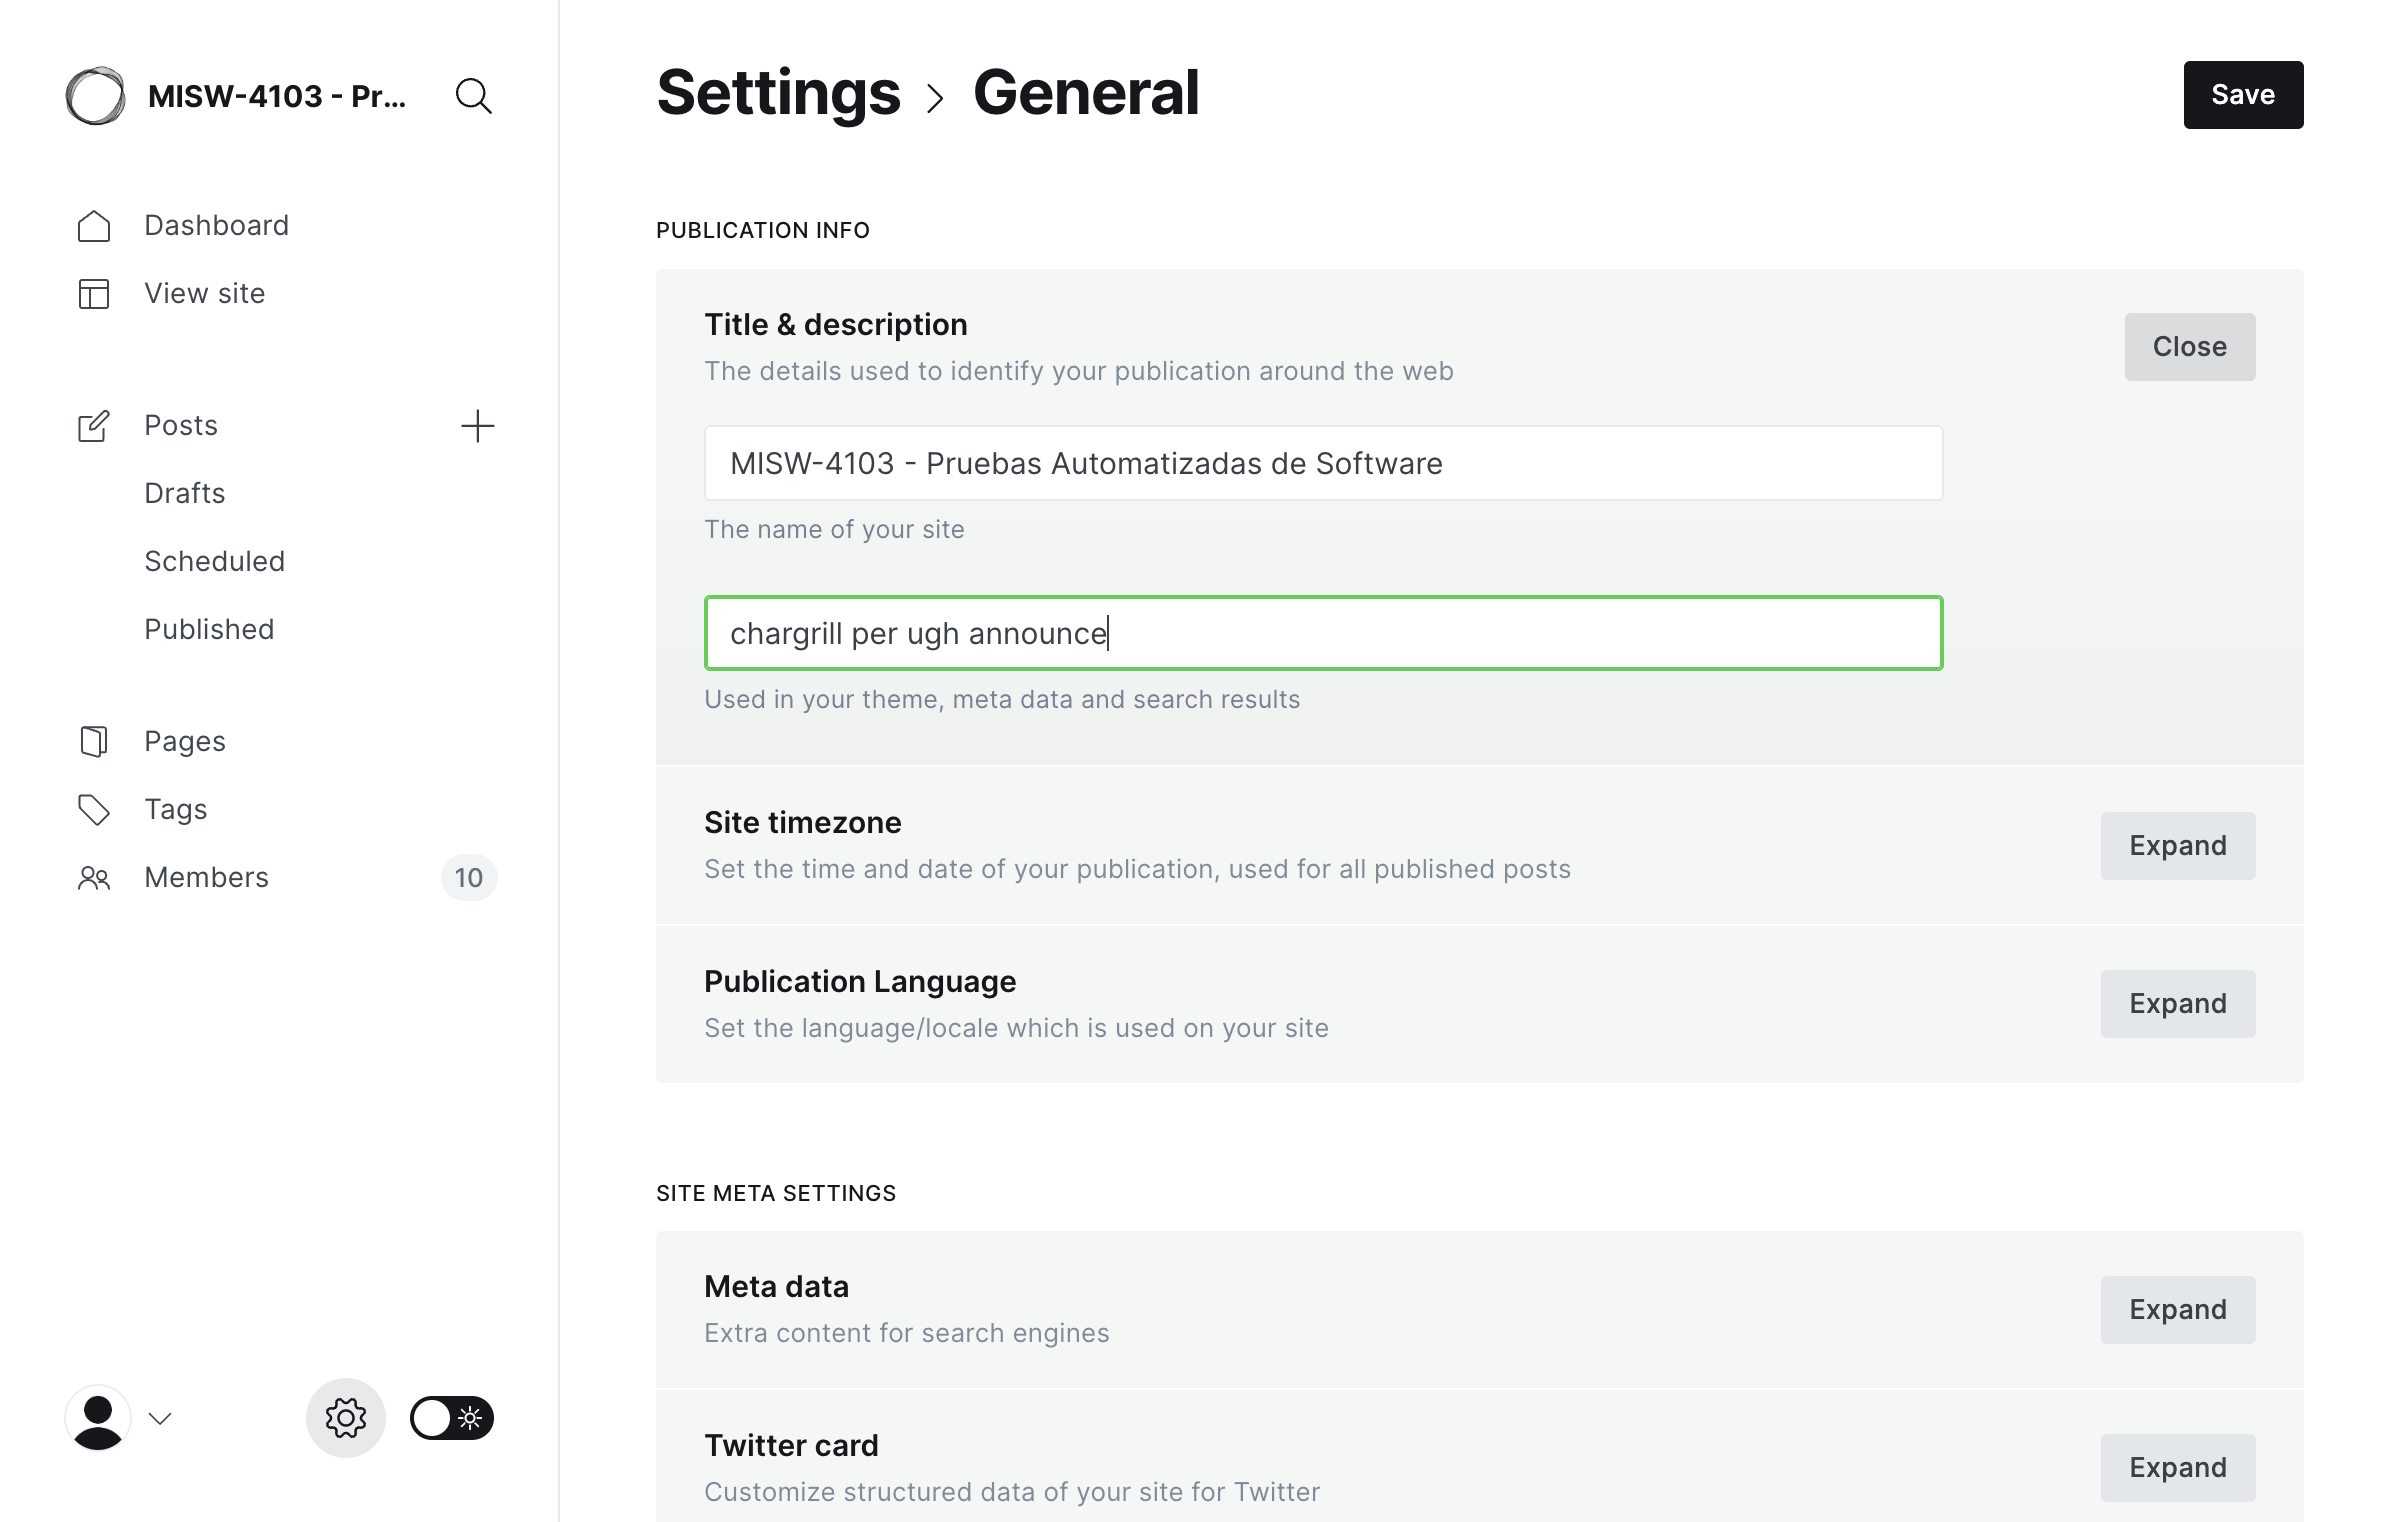 MISW-4103 - Pr...
Dashboard
View site
Posts
Drafts
Scheduled
Published
Pages
Tags
Members 10
Settings > General
Save
PUBLICATION INFO
Title & description
Close
The details used to identify your publication around the web
MISW-4103 - Pruebas Automatizadas de Software
The name of your site
chargrill per ugh announce
Used in your theme, meta data and search results
Site timezone
Expand
Set the time and date of your publication, used for all published posts
Publication Language
Expand
Set the language/locale which is used on your site
SITE META SETTINGS
Meta data
Expand
Extra content for search engines
Twitter card
Expand
Customize structured data of your site for Twitter